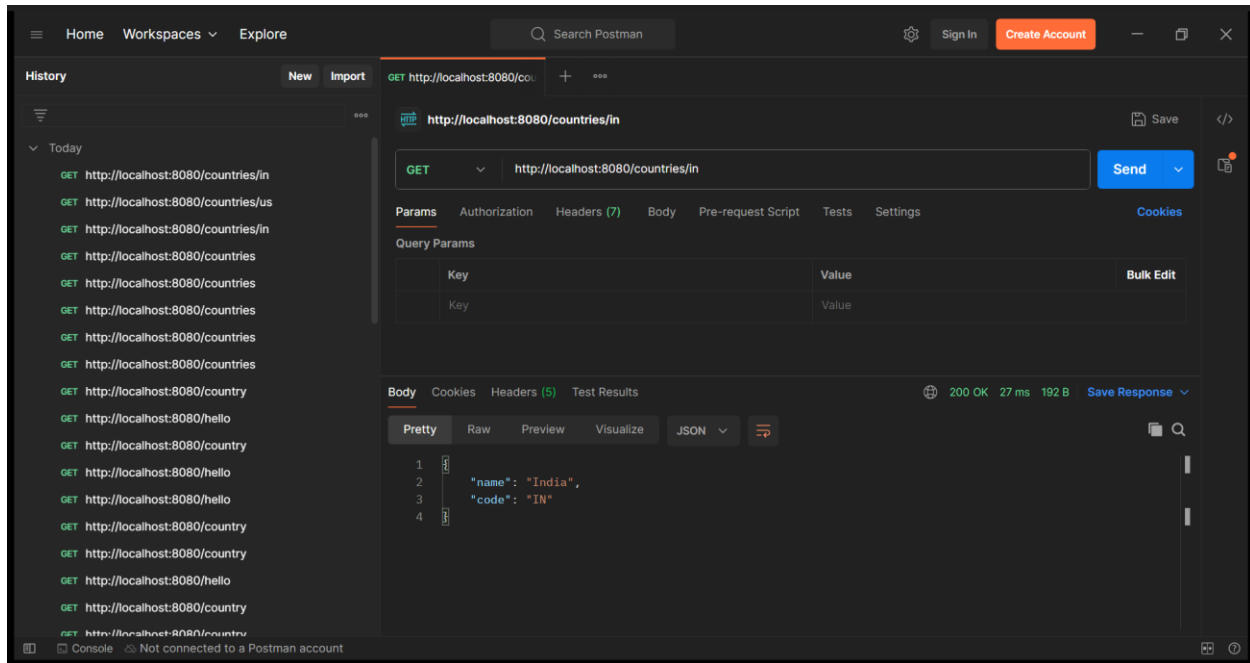 Home Workspaces Explore Search Postman Sign In Create Account
History New Import
GET http://localhost:8080/cou
http://localhost:8080/countries/in Save
Today
GET http://localhost:8080/countries/in
GET http://localhost:8080/countries/us
GET http://localhost:8080/countries/in
GET http://localhost:8080/countries
GET http://localhost:8080/countries
GET http://localhost:8080/countries
GET http://localhost:8080/countries
GET http://localhost:8080/countries
GET http://localhost:8080/country
GET http://localhost:8080/hello
GET http://localhost:8080/country
GET http://localhost:8080/hello
GET http://localhost:8080/hello
GET http://localhost:8080/country
GET http://localhost:8080/country
GET http://localhost:8080/hello
GET http://localhost:8080/country
GET http://localhost:8080/country
GET http://localhost:8080/countries/in Send
Params Authorization Headers (7) Body Pre-request Script Tests Settings Cookies
Query Params
Key Value Bulk Edit
Key Value
Body Cookies Headers (5) Test Results 200 OK 27 ms 192 B Save Response
Pretty Raw Preview Visualize JSON
1 {
2 "name": "India",
3 "code": "IN"
4 }
Console Not connected to a Postman account